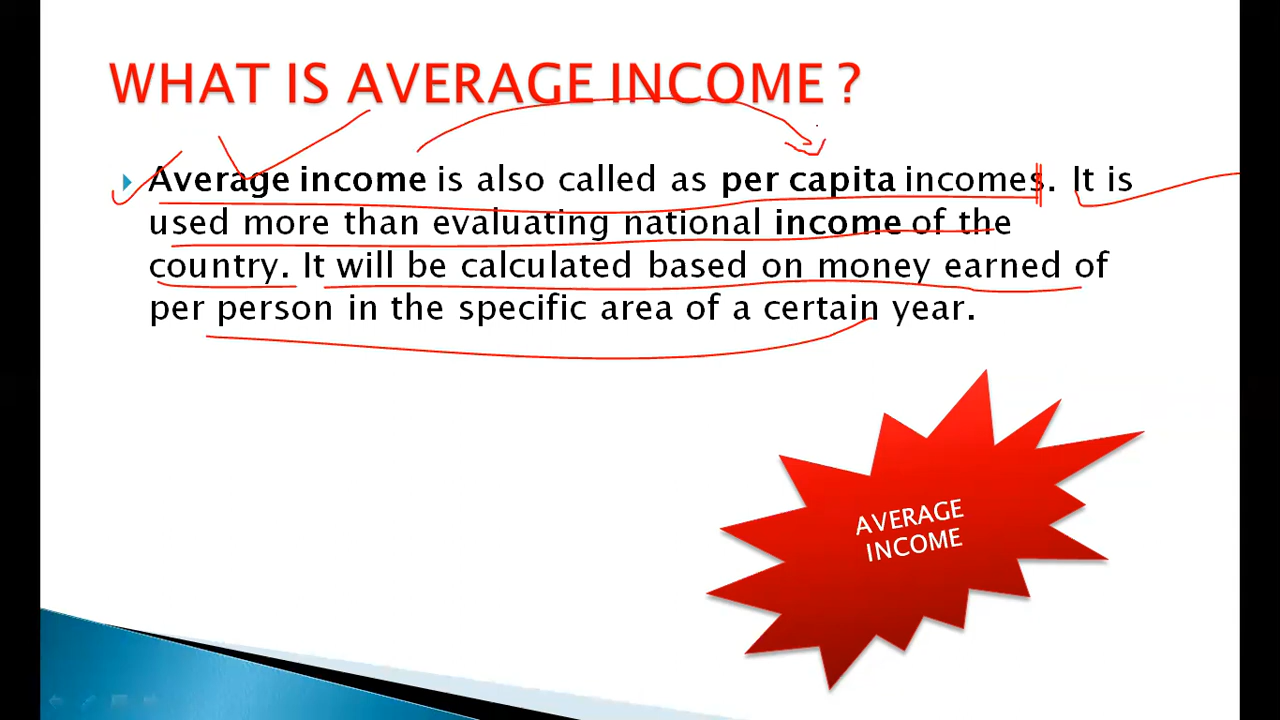 WHAT IS AVERAGE INCOME ?
Average income is also called as per capita incomes. It is
used more than evaluating national income of the
country. It will be calculated based on money earned of
per person in the specific area of a certain year.
AVERAGE
INCOME